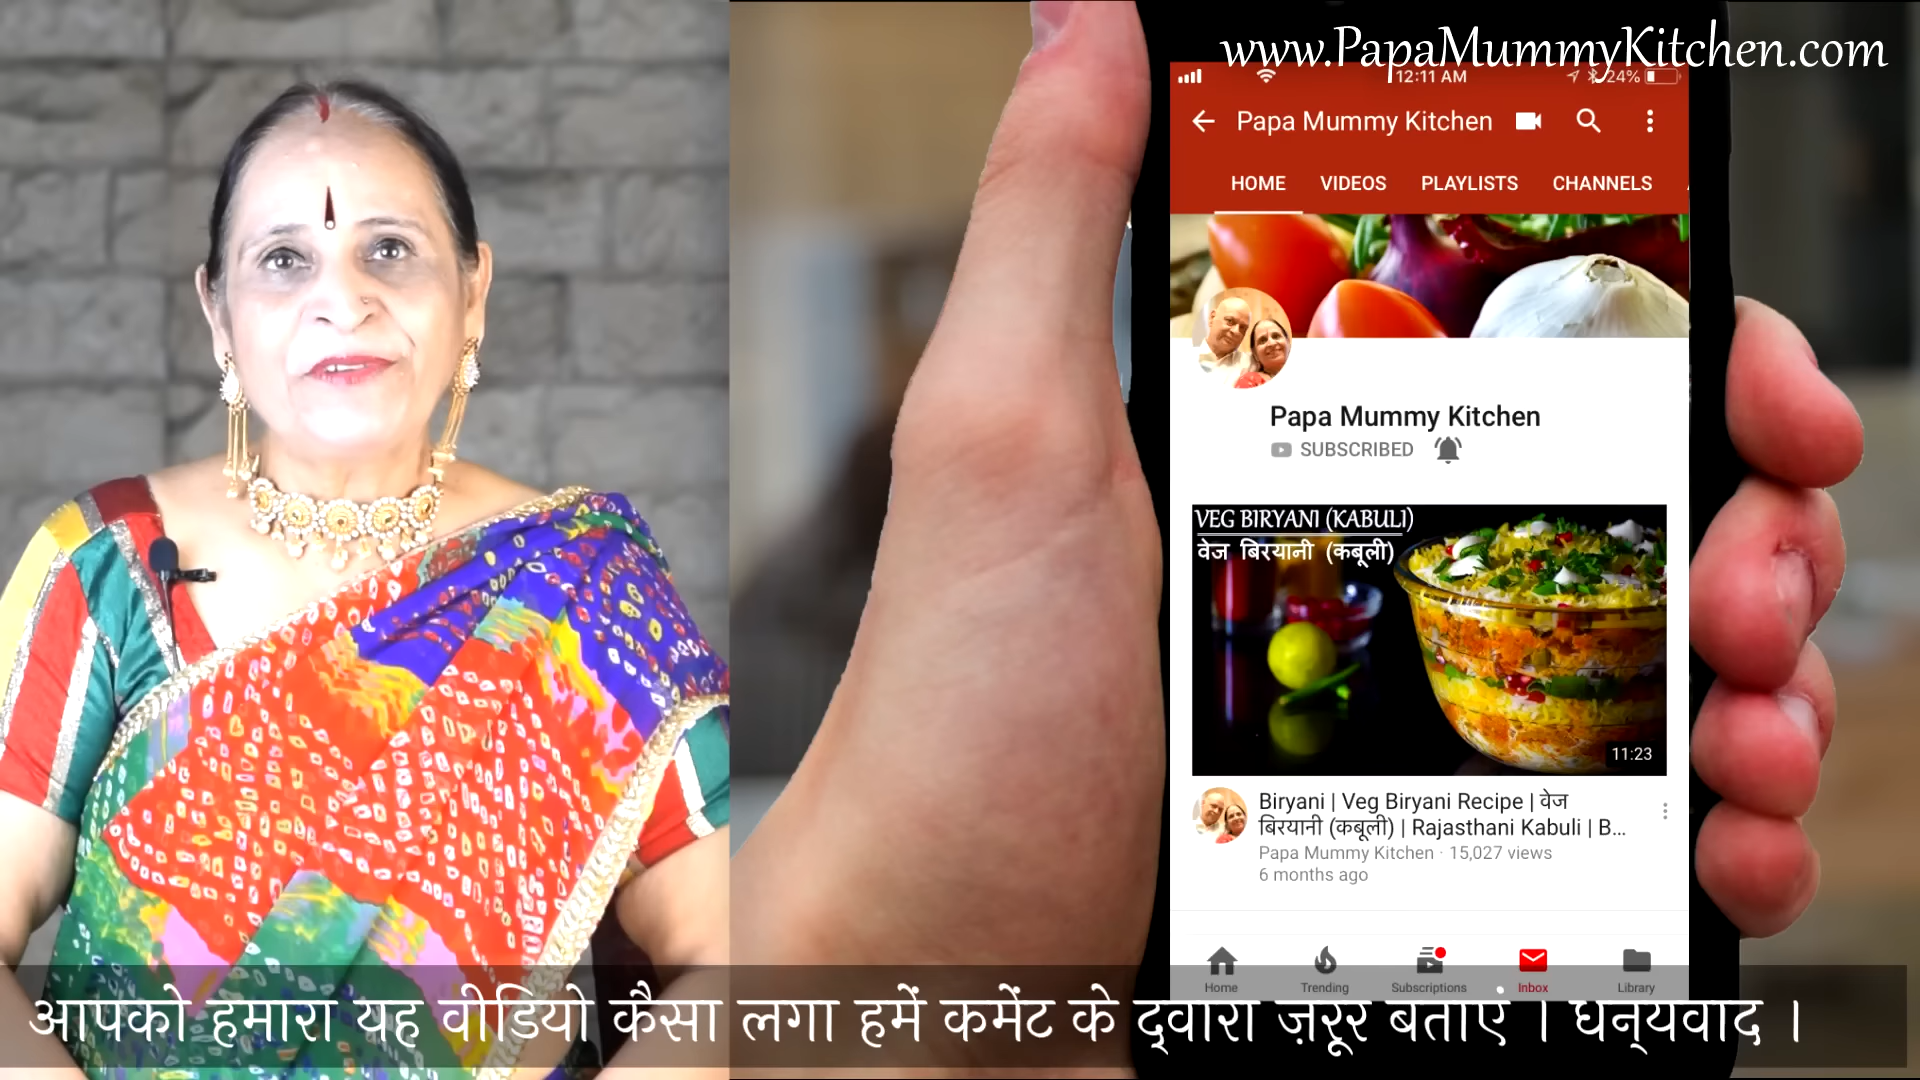 www.PapaMummyKitchen.com
12:11 AM
24%
Papa Mummy Kitchen
HOME VIDEOS PLAYLISTS CHANNELS
Papa Mummy Kitchen
SUBSCRIBED
VEG BIRYANI (KABULI)
वेज बिरयानी (कबूली)
11:23
Biryani | Veg Biryani Recipe | वेज
बिरयानी (कबूली) | Rajasthani Kabuli | B...
Papa Mummy Kitchen · 15,027 views
6 months ago
Home Trending Subscriptions Inbox Library
आपको हमारा यह वीडियो कैसा लगा हमें कमेंट के द्वारा ज़रूर बताएं । धन्यवाद ।